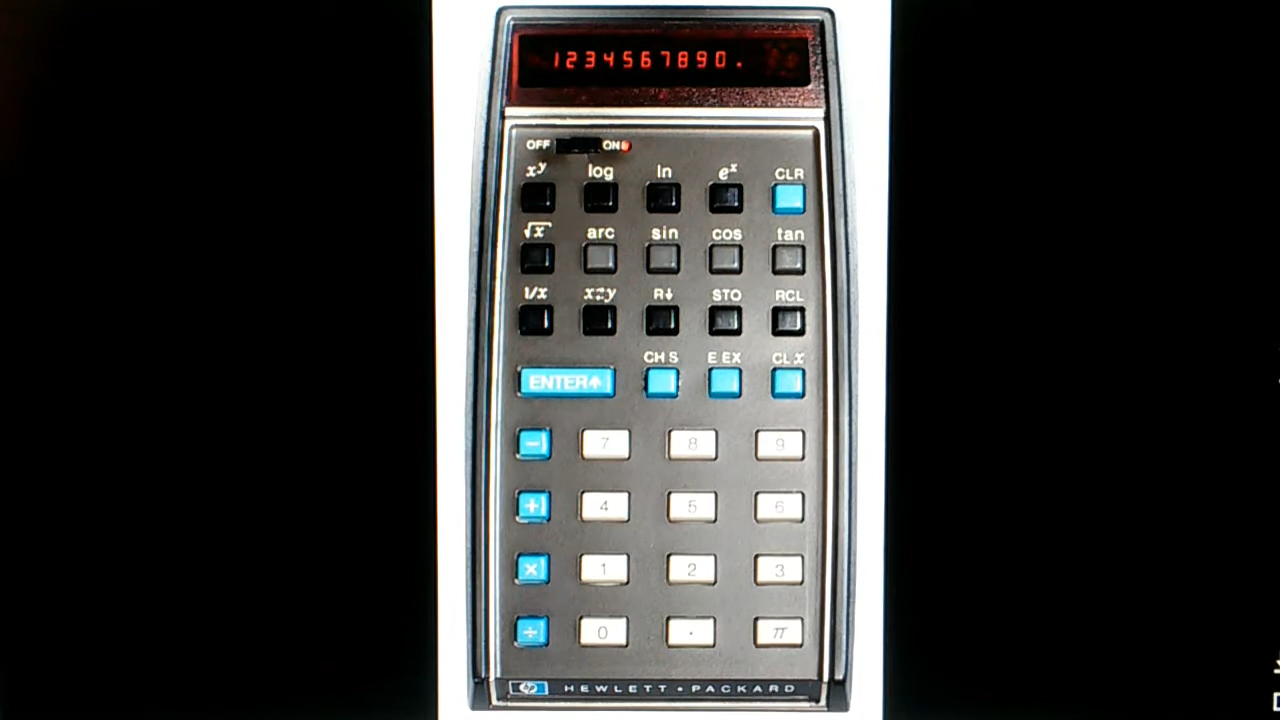 1234567890.
OFF ON
xʸ log ln eˣ CLR
√x arc sin cos tan
1/x x⇄y R↓ STO RCL
CH S E EX CL x
ENTER↑
− 7 8 9
+ 4 5 6
× 1 2 3
÷ 0 · π
hp HEWLETT • PACKARD